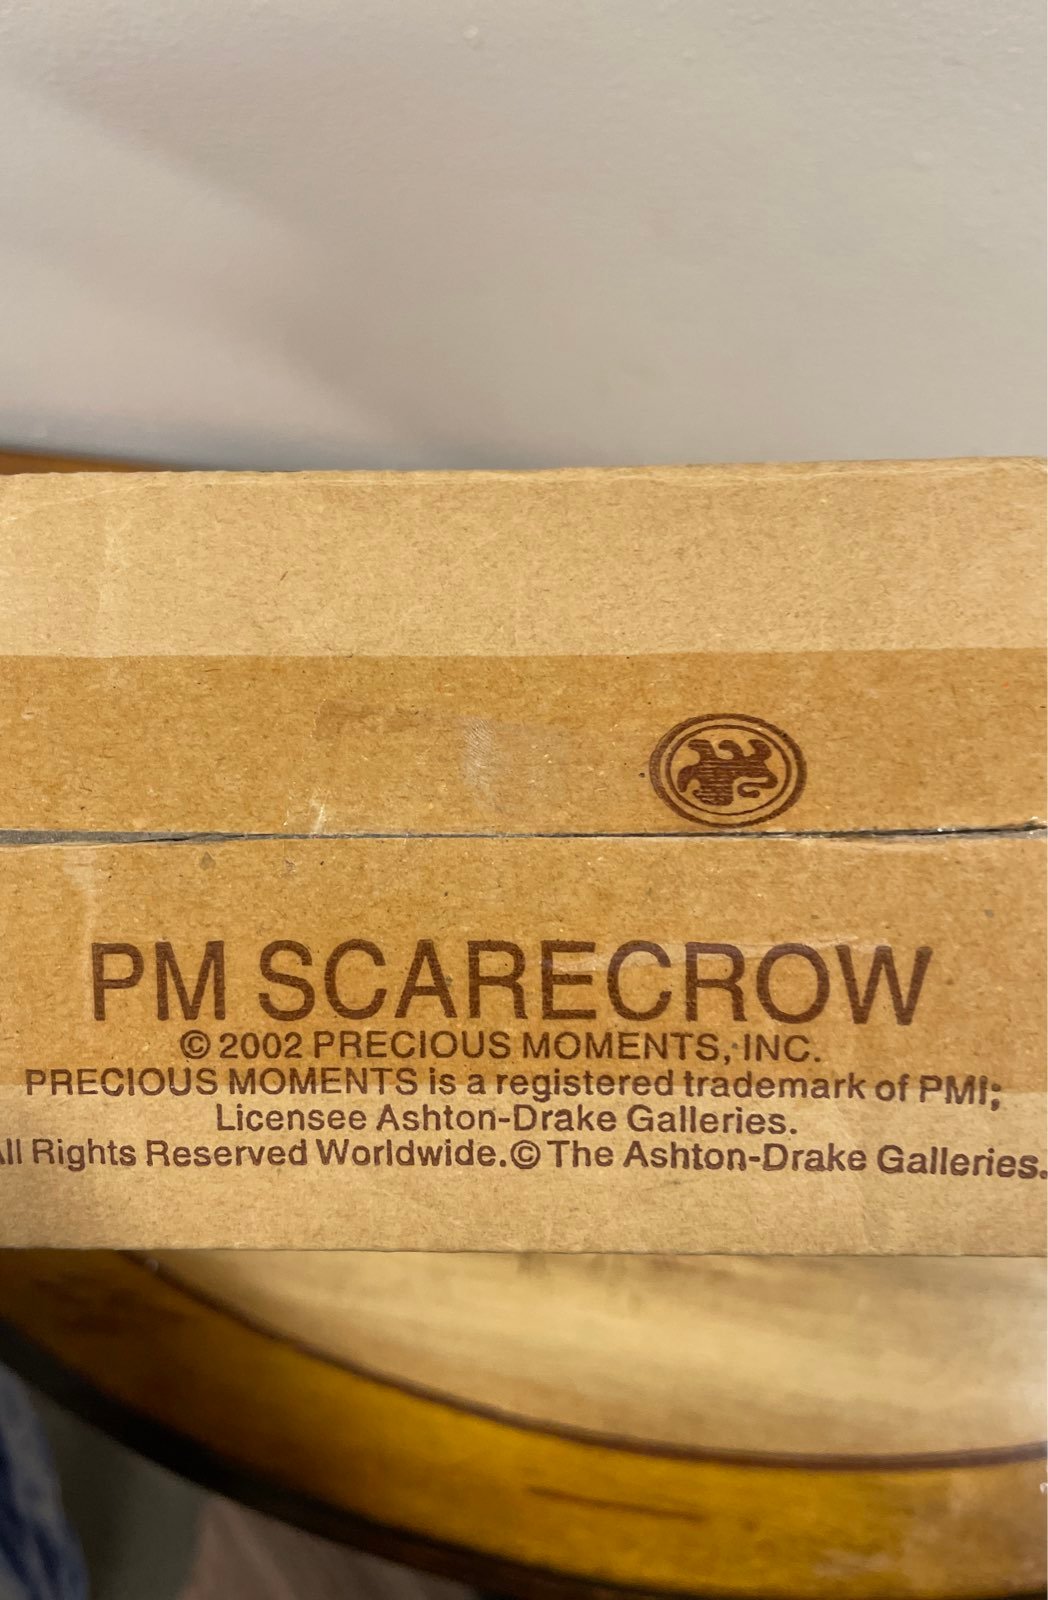 PM SCARECROW
© 2002 PRECIOUS MOMENTS, INC.
PRECIOUS MOMENTS is a registered trademark of PMI;
Licensee Ashton-Drake Galleries.
ll Rights Reserved Worldwide.© The Ashton-Drake Galleries.